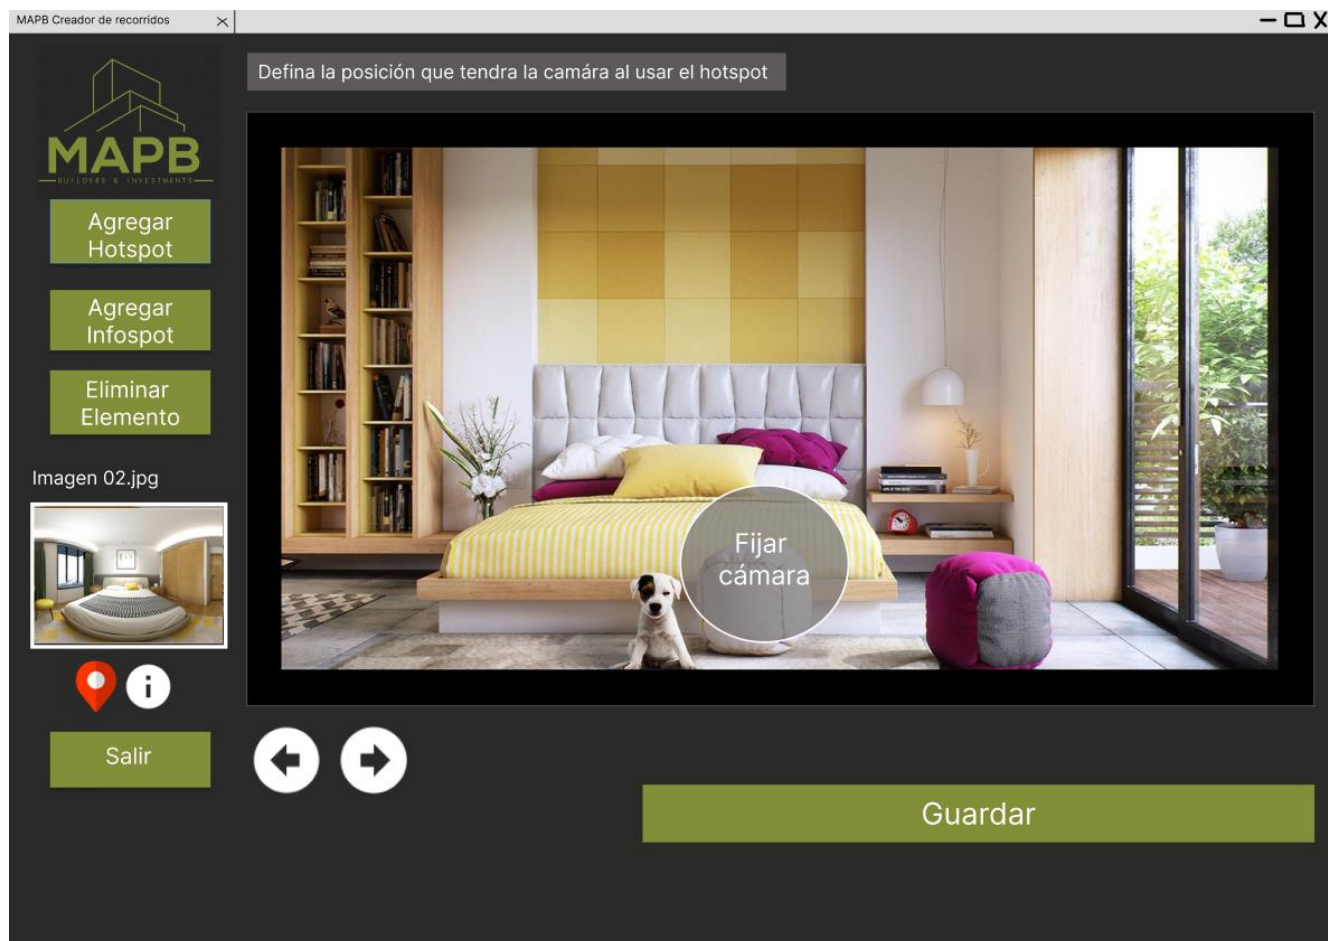 MAPB Creador de recorridos
Defina la posición que tendra la camára al usar el hotspot
MAPB
BUILDERS & INVESTMENTS
Agregar
Hotspot
Agregar
Infospot
Eliminar
Elemento
Imagen 02.jpg
Fijar
cámara
i
Salir
Guardar